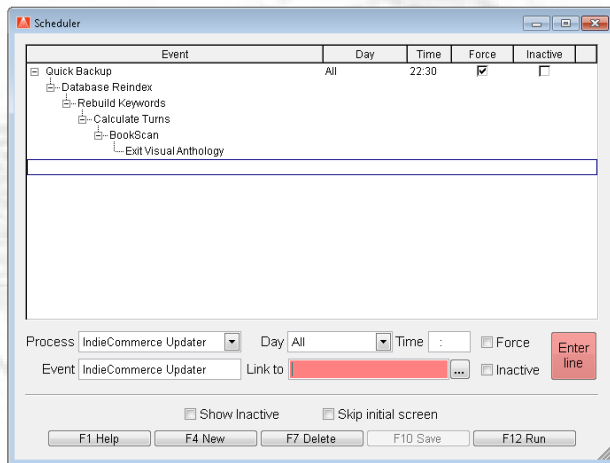 Scheduler
Event Day Time Force Inactive
Quick Backup All 22:30
Database Reindex
Rebuild Keywords
Calculate Turns
BookScan
Exit Visual Anthology
Process IndieCommerce Updater Day All Time : Force
Enter line
Event IndieCommerce Updater Link to ... Inactive
Show Inactive Skip initial screen
F1 Help F4 New F7 Delete F10 Save F12 Run